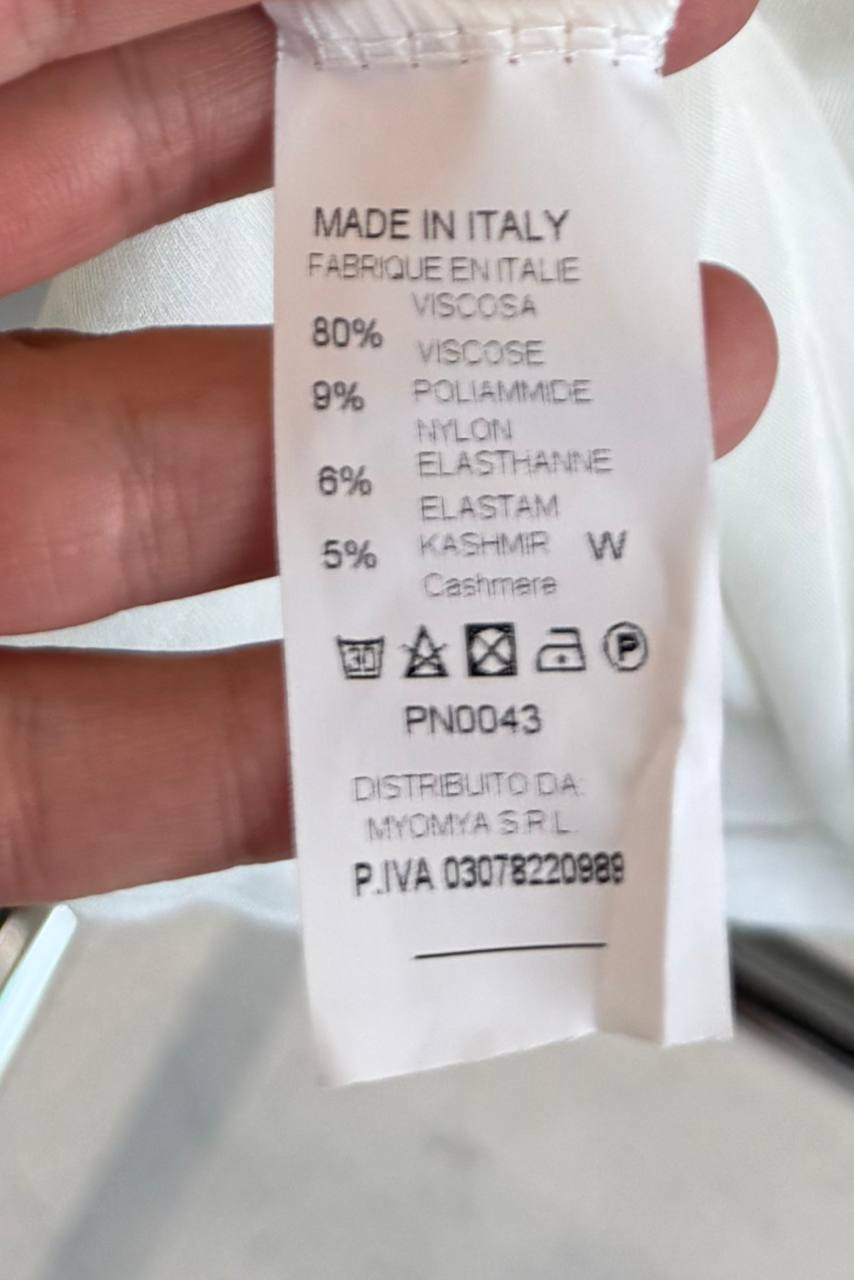 MADE IN ITALY
FABRIQUE EN ITALIE
80% VISCOSA
VISCOSE
9% POLIAMMIDE
NYLON
6% ELASTHANNE
ELASTAM
5% KASHMIR W
Cashmere
30 P
PN0043
DISTRIBUITO DA:
MYOMYA S.R.L.
P.IVA 03078220989